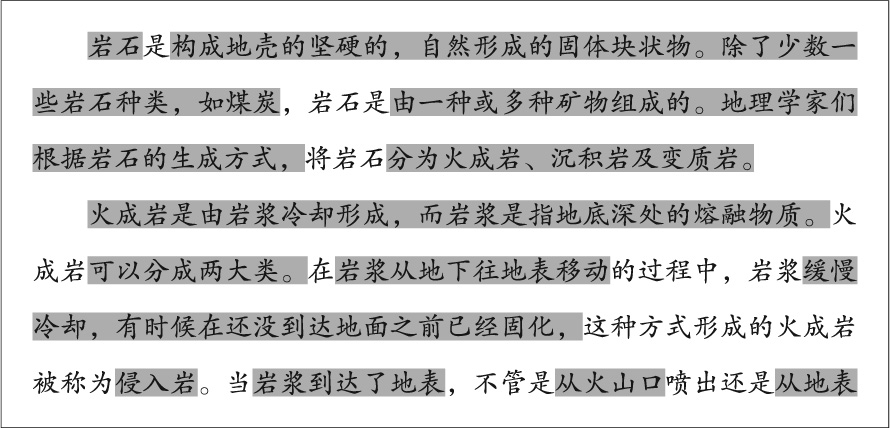 岩石是构成地壳的坚硬的，自然形成的固体块状物。除了少数一
些岩石种类，如煤炭，岩石是由一种或多种矿物组成的。地理学家们
根据岩石的生成方式，将岩石分为火成岩、沉积岩及变质岩。
火成岩是由岩浆冷却形成，而岩浆是指地底深处的熔融物质。火
成岩可以分成两大类。在岩浆从地下往地表移动的过程中，岩浆缓慢
冷却，有时候在还没到达地面之前已经固化，这种方式形成的火成岩
被称为侵入岩。当岩浆到达了地表，不管是从火山口喷出还是从地表